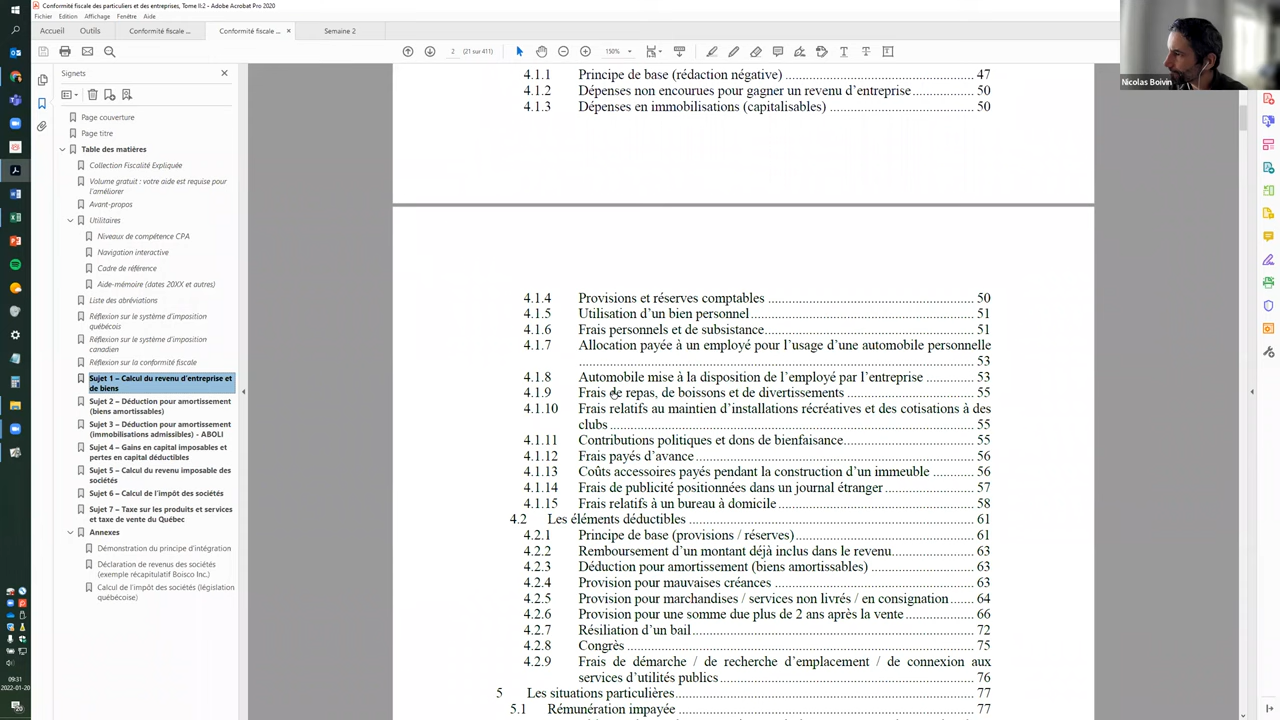 Conformité fiscale des particuliers et des entreprises, Tome II:2 - Adobe Acrobat Pro 2020
Fichier Edition Affichage Fenêtre Aide
Accueil Outils Conformité fiscale ... Conformité fiscale ... × Semaine 2
2 (21 sur 411) 150%
Nicolas Boivin
Signets
Page couverture
Page titre
Table des matières
Collection Fiscalité Expliquée
Volume gratuit : votre aide est requise pour
l'améliorer
Avant-propos
Utilitaires
Niveaux de compétence CPA
Navigation interactive
Cadre de référence
Aide-mémoire (dates 20XX et autres)
Liste des abréviations
Réflexion sur le système d'imposition
québécois
Réflexion sur le système d'imposition
canadien
Réflexion sur la conformité fiscale
Sujet 1 – Calcul du revenu d'entreprise et
de biens
Sujet 2 – Déduction pour amortissement
(biens amortissables)
Sujet 3 – Déduction pour amortissement
(immobilisations admissibles) - ABOLI
Sujet 4 – Gains en capital imposables et
pertes en capital déductibles
Sujet 5 – Calcul du revenu imposable des
sociétés
Sujet 6 – Calcul de l'impôt des sociétés
Sujet 7 – Taxe sur les produits et services
et taxe de vente du Québec
Annexes
Démonstration du principe d'intégration
Déclaration de revenus des sociétés
(exemple récapitulatif Boisco Inc.)
Calcul de l'impôt des sociétés (législation
québécoise)
4.1.1 Principe de base (rédaction négative) 47
4.1.2 Dépenses non encourues pour gagner un revenu d'entreprise 50
4.1.3 Dépenses en immobilisations (capitalisables) 50
4.1.4 Provisions et réserves comptables 50
4.1.5 Utilisation d'un bien personnel 51
4.1.6 Frais personnels et de subsistance 51
4.1.7 Allocation payée à un employé pour l'usage d'une automobile personnelle
53
4.1.8 Automobile mise à la disposition de l'employé par l'entreprise 53
4.1.9 Frais de repas, de boissons et de divertissements 55
4.1.10 Frais relatifs au maintien d'installations récréatives et des cotisations à des
clubs 55
4.1.11 Contributions politiques et dons de bienfaisance 55
4.1.12 Frais payés d'avance 56
4.1.13 Coûts accessoires payés pendant la construction d'un immeuble 56
4.1.14 Frais de publicité positionnées dans un journal étranger 57
4.1.15 Frais relatifs à un bureau à domicile 58
4.2 Les éléments déductibles 61
4.2.1 Principe de base (provisions / réserves) 61
4.2.2 Remboursement d'un montant déjà inclus dans le revenu 63
4.2.3 Déduction pour amortissement (biens amortissables) 63
4.2.4 Provision pour mauvaises créances 63
4.2.5 Provision pour marchandises / services non livrés / en consignation 64
4.2.6 Provision pour une somme due plus de 2 ans après la vente 66
4.2.7 Résiliation d'un bail 72
4.2.8 Congrès 75
4.2.9 Frais de démarche / de recherche d'emplacement / de connexion aux
services d'utilités publics 76
5 Les situations particulières 77
5.1 Rémunération impayée 77
09:31
2022-01-20